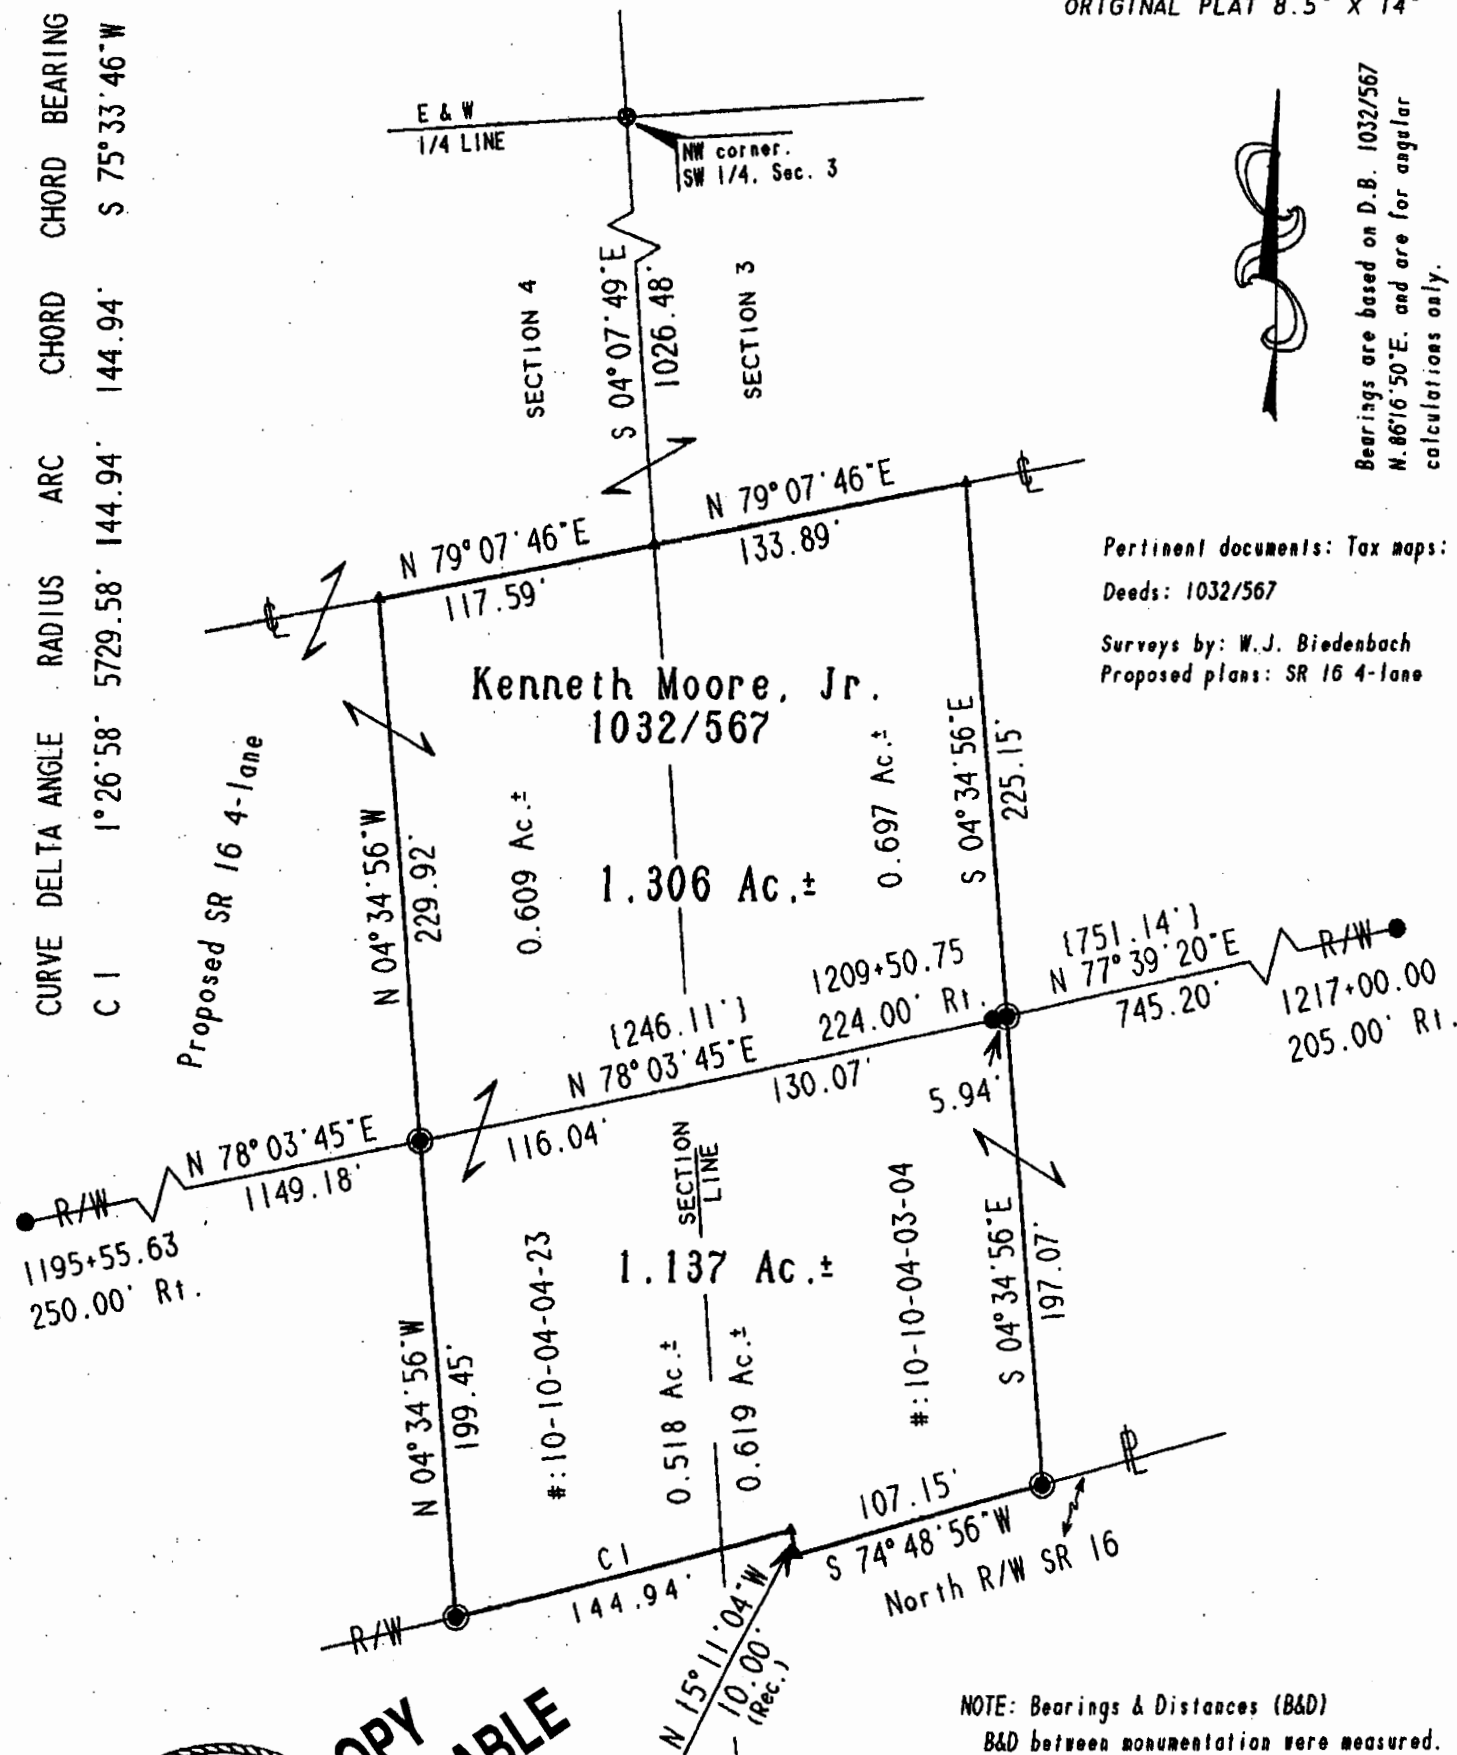 ORIGINAL PLAT 8.5" X 14"
CURVE DELTA ANGLE RADIUS ARC CHORD CHORD BEARING
C 1 1°26'58" 5729.58' 144.94' 144.94' S 75°33'46"W
E & W
1/4 LINE
NW corner.
SW 1/4. Sec. 3
Bearings are based on D.B. 1032/567
N.86°16'50"E. and are for angular
calculations only.
SECTION 4
S 04°07'49"E
1026.48'
SECTION 3
N 79°07'46"E
117.59'
N 79°07'46"E
133.89'
Pertinent documents: Tax maps:
Deeds: 1032/567
Surveys by: W.J. Biedenbach
Proposed plans: SR 16 4-lane
Kenneth Moore, Jr.
1032/567
Proposed SR 16 4-lane
N 04°34'56"W
229.92'
0.609 Ac.±
1.306 Ac.±
0.697 Ac.±
S 04°34'56"E
225.15'
{751.14'}
N 77°39'20"E
745.20'
R/W
1217+00.00
205.00' Rt.
1209+50.75
224.00' Rt.
{246.11'}
N 78°03'45"E
130.07'
116.04'
5.94'
N 78°03'45"E
1149.18'
R/W
1195+55.63
250.00' Rt.
SECTION
LINE
1.137 Ac.±
N 04°34'56"W
199.45'
#:10-10-04-04-23
0.518 Ac.±
0.619 Ac.±
#:10-10-04-03-04
S 04°34'56"E
197.07'
107.15'
S 74°48'56"W
North R/W SR 16
C 1
144.94'
R/W
N 15°11'04"W
10.00'
(Rec.)
OPY
ABLE
NOTE: Bearings & Distances (B&D)
B&D between monumentation were measured.